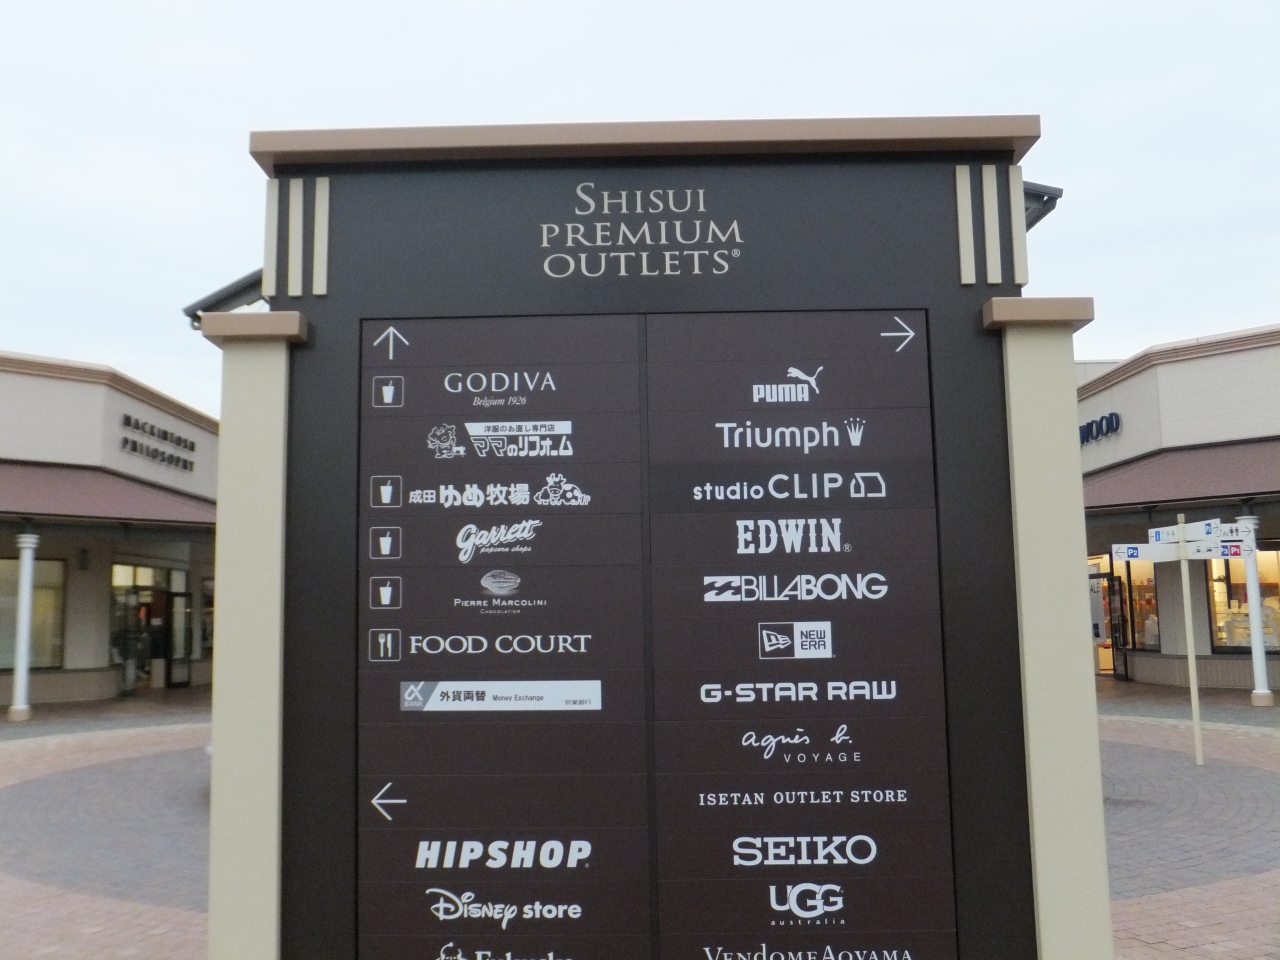 SHISUI
PREMIUM
OUTLETS®
GODIVA
Belgium 1926
洋服のお直し専門店
ママのリフォーム
成田ゆめ牧場
Garrett
popcorn shops
PIERRE MARCOLINI
CHOCOLATIER
FOOD COURT
BANK 外貨両替 Money Exchange 京葉銀行
HIPSHOP
Disney store
PUMA
Triumph
studio CLIP
EDWIN®
BILLABONG
NEW ERA
G-STAR RAW
agnès b.
VOYAGE
ISETAN OUTLET STORE
SEIKO
UGG
australia
VENDOME AOYAMA
MACKINTOSH
PHILOSOPHY
WOOD
P2
P1